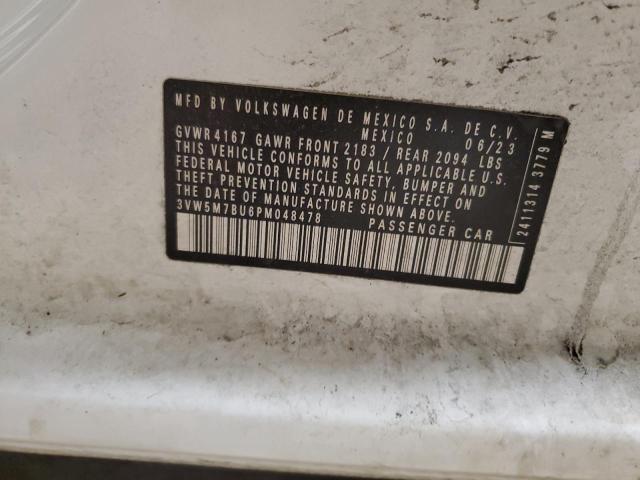 MFD BY VOLKSWAGEN DE MEXICO S.A. DE C.V.
MEXICO 06/23
GVWR 4167 GAWR FRONT 2183 / REAR 2094 LBS
THIS VEHICLE CONFORMS TO ALL APPLICABLE U.S.
FEDERAL MOTOR VEHICLE SAFETY, BUMPER AND
THEFT PREVENTION STANDARDS IN EFFECT ON
THE DATE OF MANUFACTURE SHOWN ABOVE.
3VW5M7BU6PM048478 PASSENGER CAR
2411314 3779 M